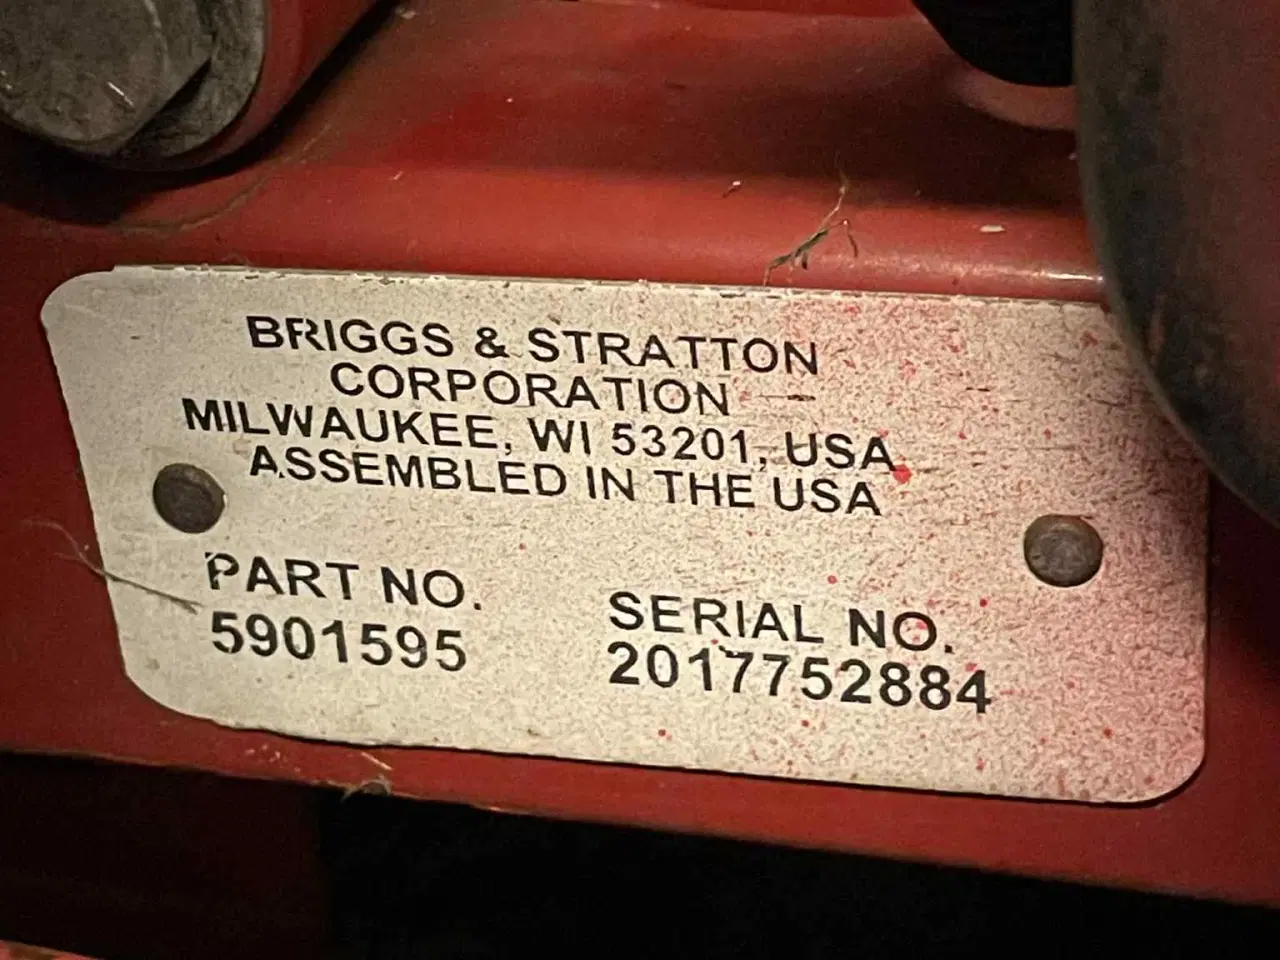 BRIGGS & STRATTON
CORPORATION
MILWAUKEE, WI 53201, USA
ASSEMBLED IN THE USA
PART NO.
5901595
SERIAL NO.
2017752884